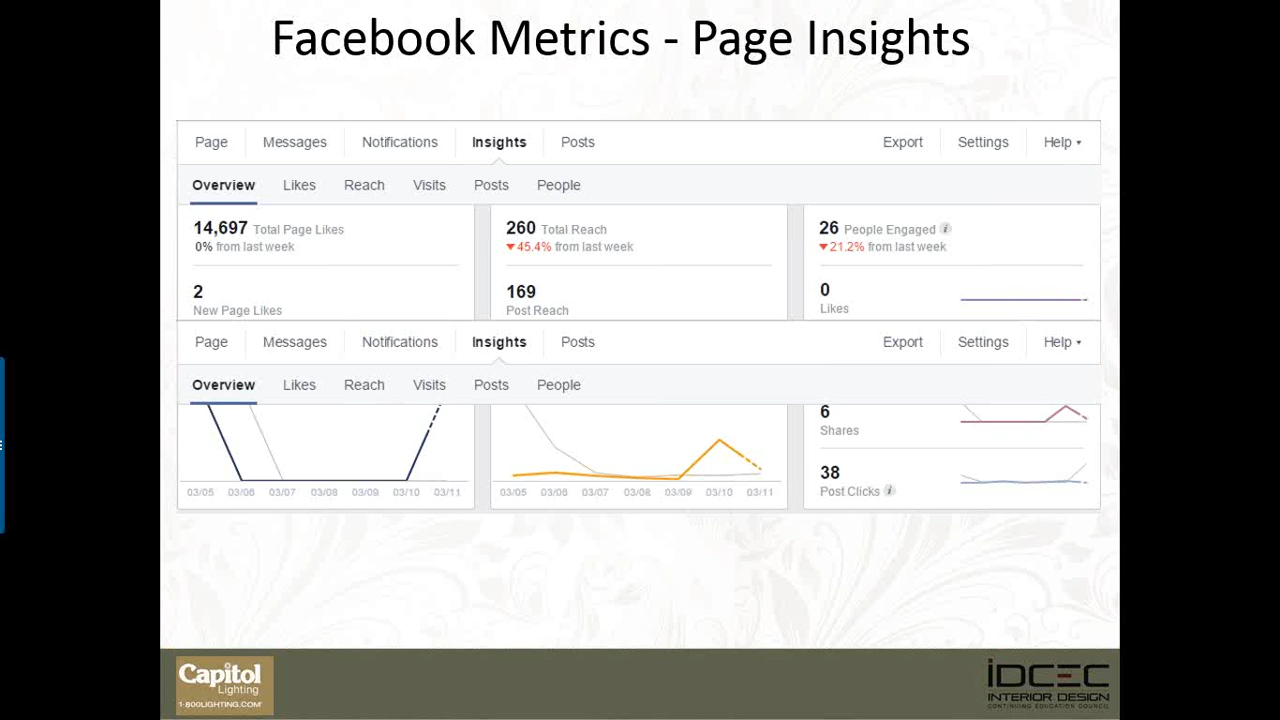 Facebook Metrics - Page Insights
Page Messages Notifications Insights Posts Export Settings Help
Overview Likes Reach Visits Posts People
14,697 Total Page Likes
0% from last week
2
New Page Likes
260 Total Reach
45.4% from last week
169
Post Reach
26 People Engaged i
21.2% from last week
0
Likes
Page Messages Notifications Insights Posts Export Settings Help
Overview Likes Reach Visits Posts People
03/05 03/06 03/07 03/08 03/09 03/10 03/11
03/05 03/06 03/07 03/08 03/09 03/10 03/11
6
Shares
38
Post Clicks i
Capitol
Lighting
1·800LIGHTING.COM
IDCEC
INTERIOR DESIGN
CONTINUING EDUCATION COUNCIL